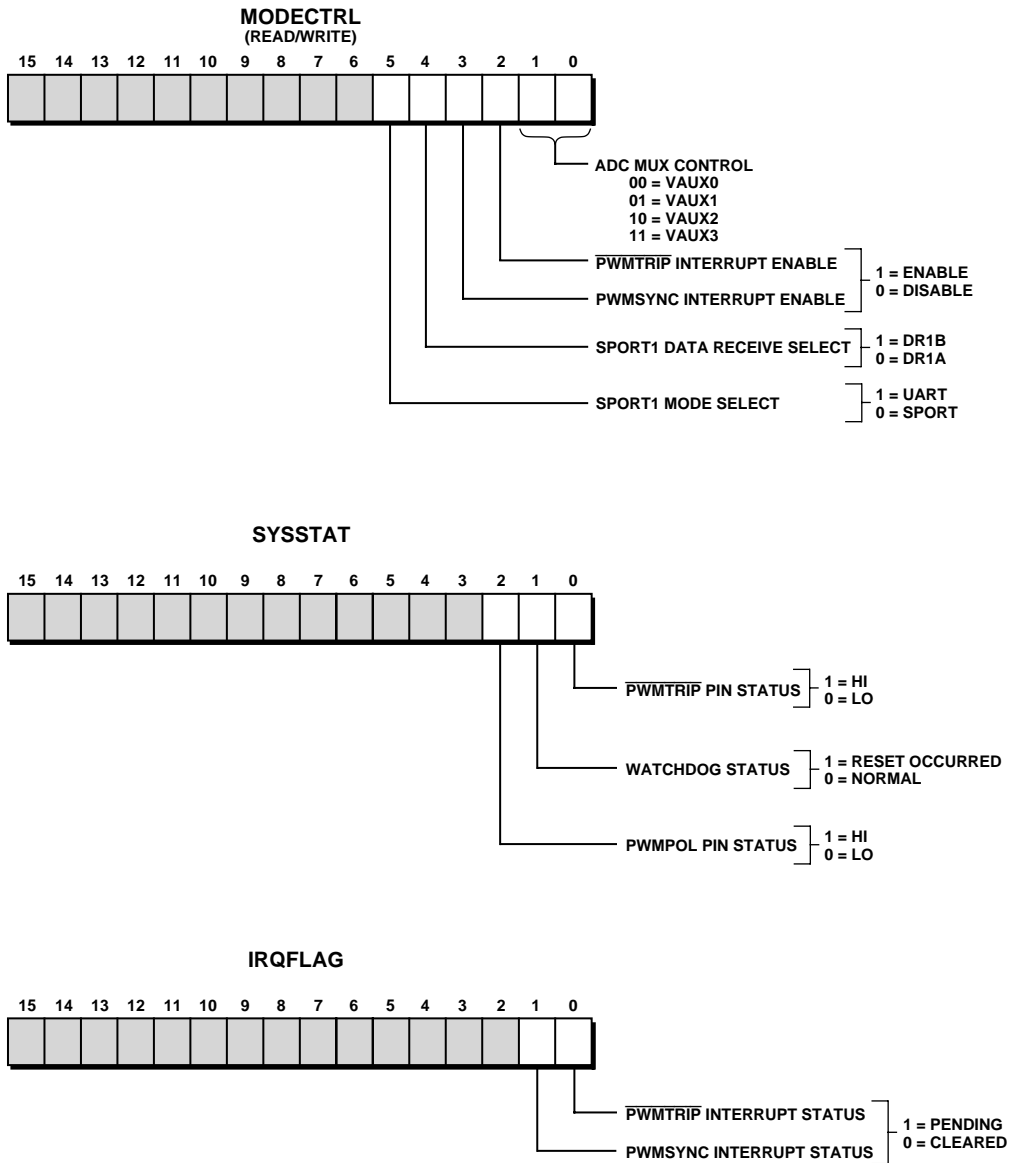 MODECTRL
(READ/WRITE)
15 14 13 12 11 10 9 8 7 6 5 4 3 2 1 0
ADC MUX CONTROL
00 = VAUX0
01 = VAUX1
10 = VAUX2
11 = VAUX3
PWMTRIP INTERRUPT ENABLE
PWMSYNC INTERRUPT ENABLE
1 = ENABLE
0 = DISABLE
SPORT1 DATA RECEIVE SELECT
1 = DR1B
0 = DR1A
SPORT1 MODE SELECT
1 = UART
0 = SPORT
SYSSTAT
15 14 13 12 11 10 9 8 7 6 5 4 3 2 1 0
PWMTRIP PIN STATUS
1 = HI
0 = LO
WATCHDOG STATUS
1 = RESET OCCURRED
0 = NORMAL
PWMPOL PIN STATUS
1 = HI
0 = LO
IRQFLAG
15 14 13 12 11 10 9 8 7 6 5 4 3 2 1 0
PWMTRIP INTERRUPT STATUS
PWMSYNC INTERRUPT STATUS
1 = PENDING
0 = CLEARED